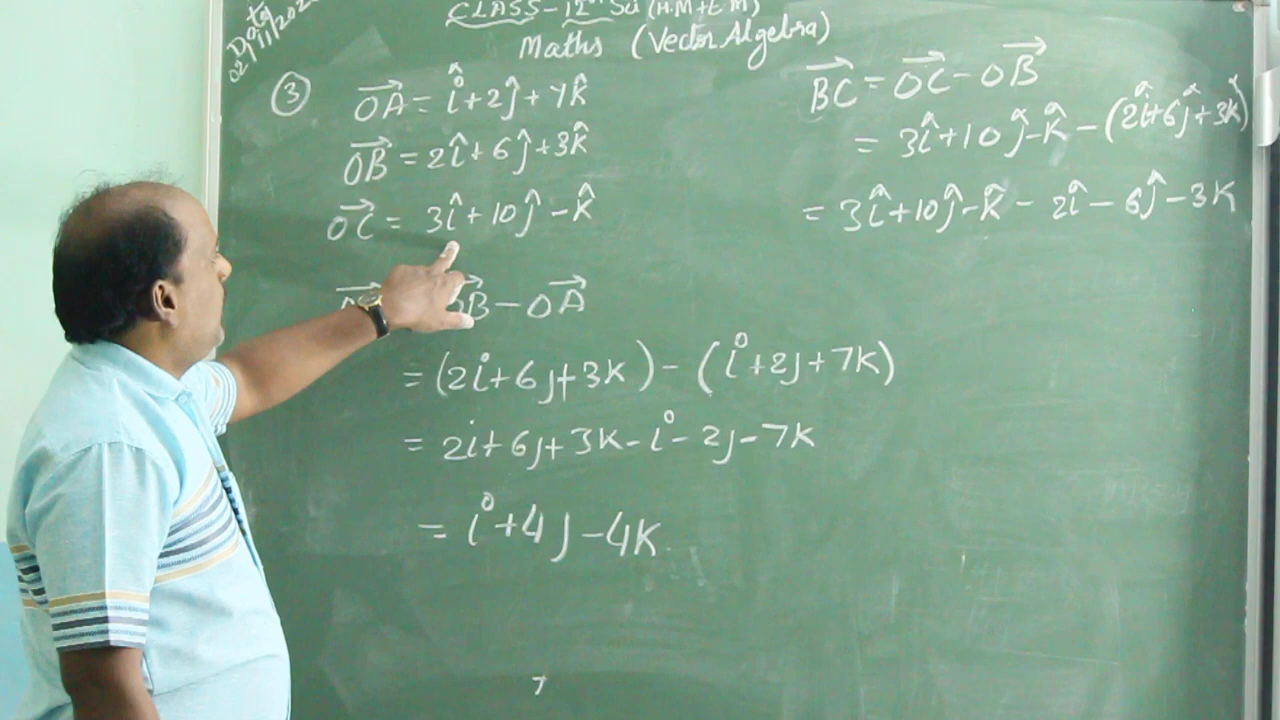 Date
02/11/202
CLASS-12th Sci (H.M+E.M)
Maths (Vector Algebra)
③ OA = î+2ĵ+7k̂
OB = 2î+6ĵ+3k̂
OC = 3î+10ĵ-k̂
OB - OA
= (2i+6j+3k) - (i+2j+7k)
= 2i+6j+3k-i-2j-7k
= i+4j-4k
BC = OC - OB
= 3î+10ĵ-k̂ - (2î+6ĵ+3k̂)
= 3î+10ĵ-k̂ - 2î-6ĵ-3k